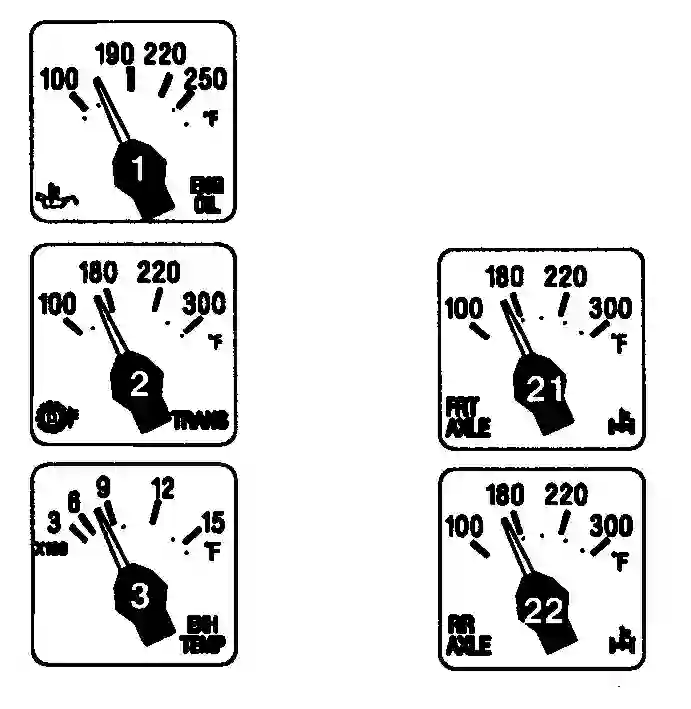 190 220
100 250
°F
1
ENG
OIL
180 220
100 300
°F
2
TRANS
9 12
6
3 15
X100
°F
3
EXH
TEMP
180 220
100 300
°F
21
FRT
AXLE
180 220
100 300
°F
22
RR
AXLE